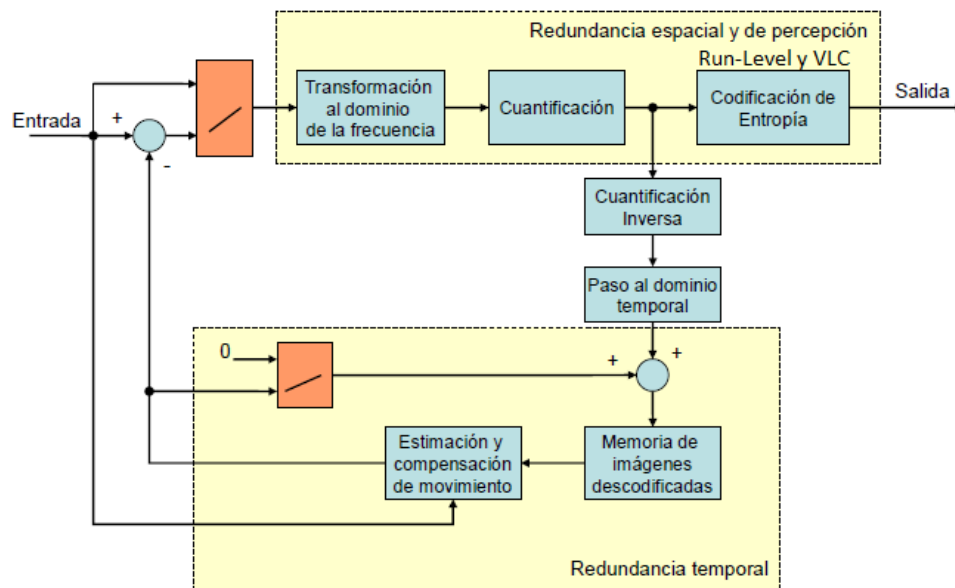 Redundancia espacial y de percepción
Run-Level y VLC
Transformación
al dominio
de la frecuencia
Cuantificación
Codificación de
Entropía
Salida
Entrada
+
-
Cuantificación
Inversa
Paso al dominio
temporal
0
+
+
Estimación y
compensación
de movimiento
Memoria de
imágenes
descodificadas
Redundancia temporal